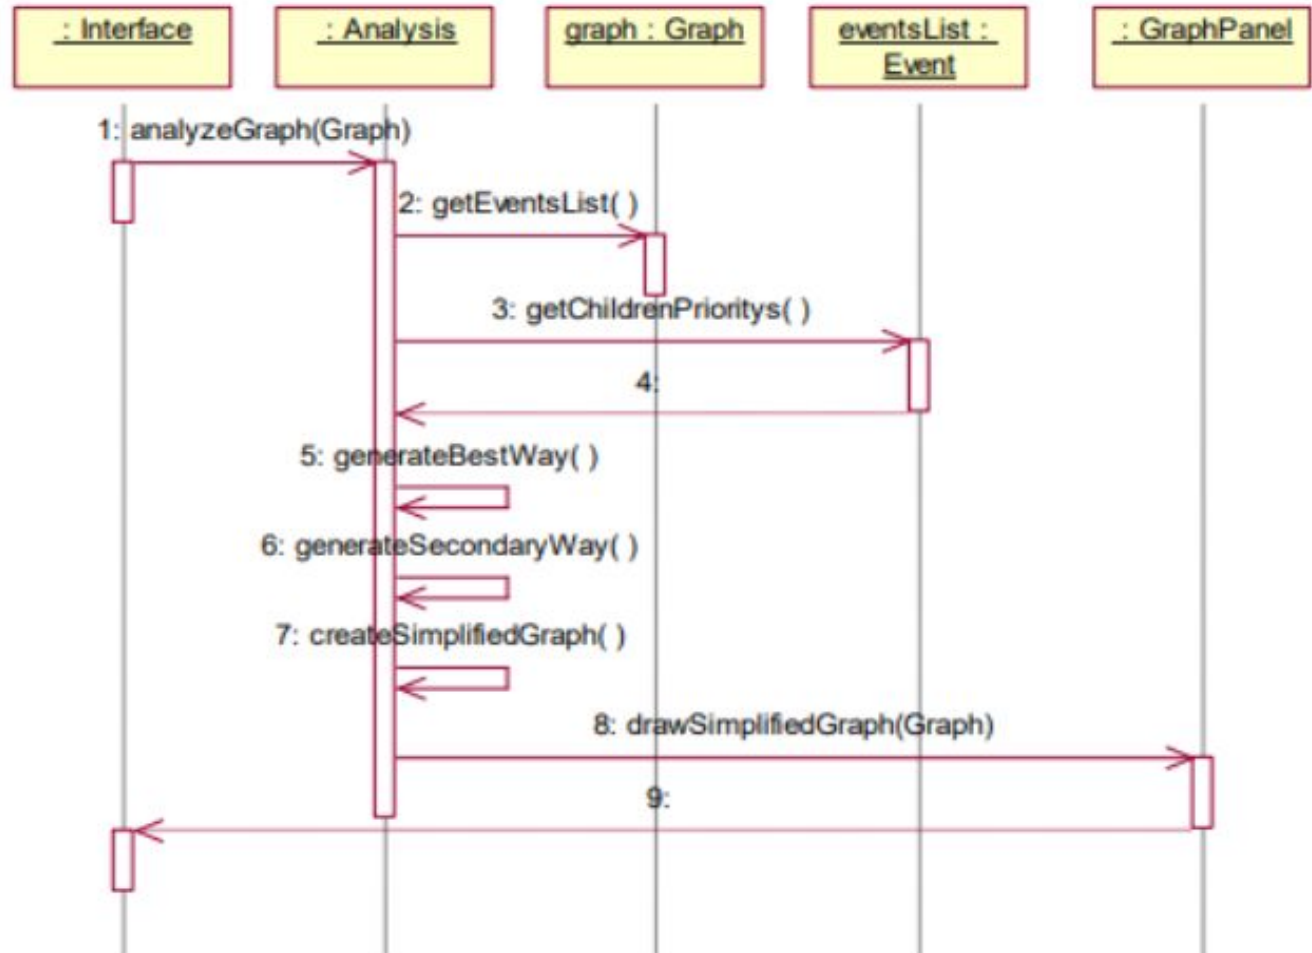 : Interface
: Analysis
graph : Graph
eventsList :
Event
: GraphPanel
1: analyzeGraph(Graph)
2: getEventsList( )
3: getChildrenPrioritys( )
4:
5: generateBestWay( )
6: generateSecondaryWay( )
7: createSimplifiedGraph( )
8: drawSimplifiedGraph(Graph)
9: